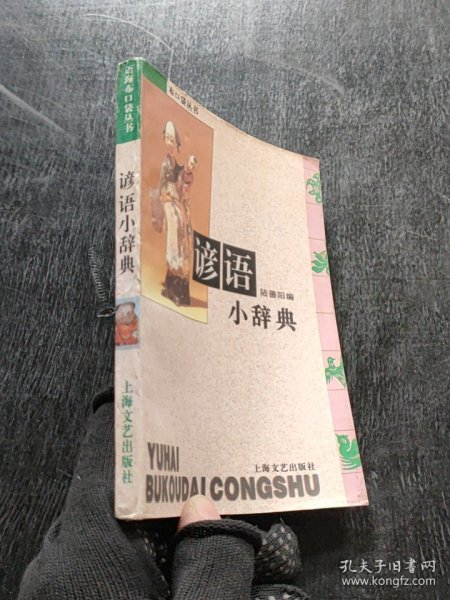 语海布口袋丛书
谚语小辞典
上海文艺出版社
布口袋丛书
谚语
陆德阳编
小辞典
上海文艺出版社
YUHAI
BUKOUDAI CONGSHU
孔夫子旧书网
www.kongfz.com